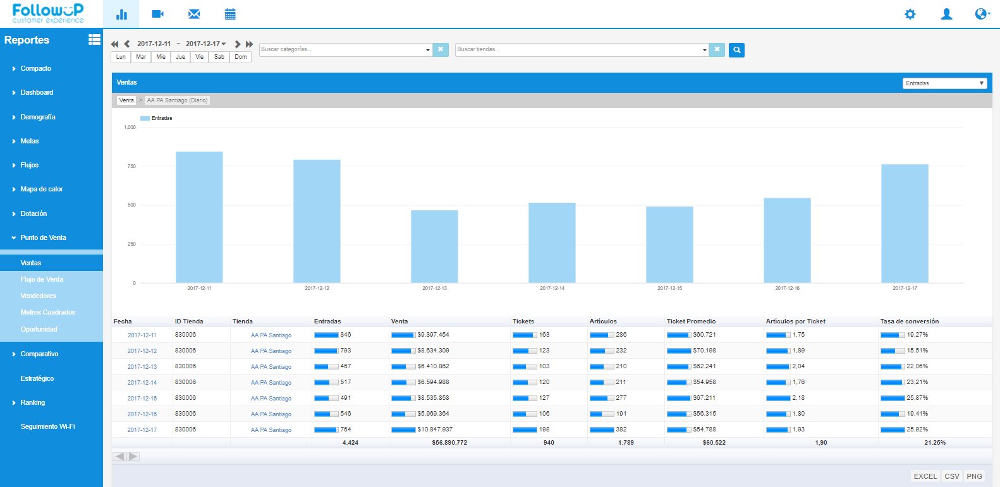 FollowUP
customer experience
Reportes
Compacto
Dashboard
Demografía
Metas
Flujos
Mapa de calor
Dotación
Punto de Venta
Ventas
Flujo de Venta
Vendedores
Metros Cuadrados
Oportunidad
Comparativo
Estratégico
Ranking
Seguimiento Wi-Fi
2017-12-11 ~ 2017-12-17
Lun Mar Mie Jue Vie Sab Dom
Buscar categorías...
Buscar tiendas...
Ventas
Entradas
Venta > AA PA Santiago (Diario)
Entradas
1,000
750
500
250
0
2017-12-11 2017-12-12 2017-12-13 2017-12-14 2017-12-15 2017-12-16 2017-12-17
Fecha ID Tienda Tienda Entradas Venta Tickets Articulos Ticket Promedio Articulos por Ticket Tasa de conversión
2017-12-11 830006 AA PA Santiago 846 $9.897.454 163 286 $60.721 1,75 19,27%
2017-12-12 830006 AA PA Santiago 793 $8.634.309 123 232 $70.198 1,89 15,51%
2017-12-13 830006 AA PA Santiago 467 $6.410.862 103 210 $62.241 2,04 22,06%
2017-12-14 830006 AA PA Santiago 517 $6.594.988 120 211 $54.958 1,76 23,21%
2017-12-15 830006 AA PA Santiago 491 $8.535.858 127 277 $67.211 2,18 25,87%
2017-12-16 830006 AA PA Santiago 546 $5.969.364 106 191 $56.315 1,80 19,41%
2017-12-17 830006 AA PA Santiago 764 $10.847.937 198 382 $54.788 1,93 25,92%
4.424 $56.890.772 940 1.789 $60.522 1,90 21.25%
EXCEL CSV PNG